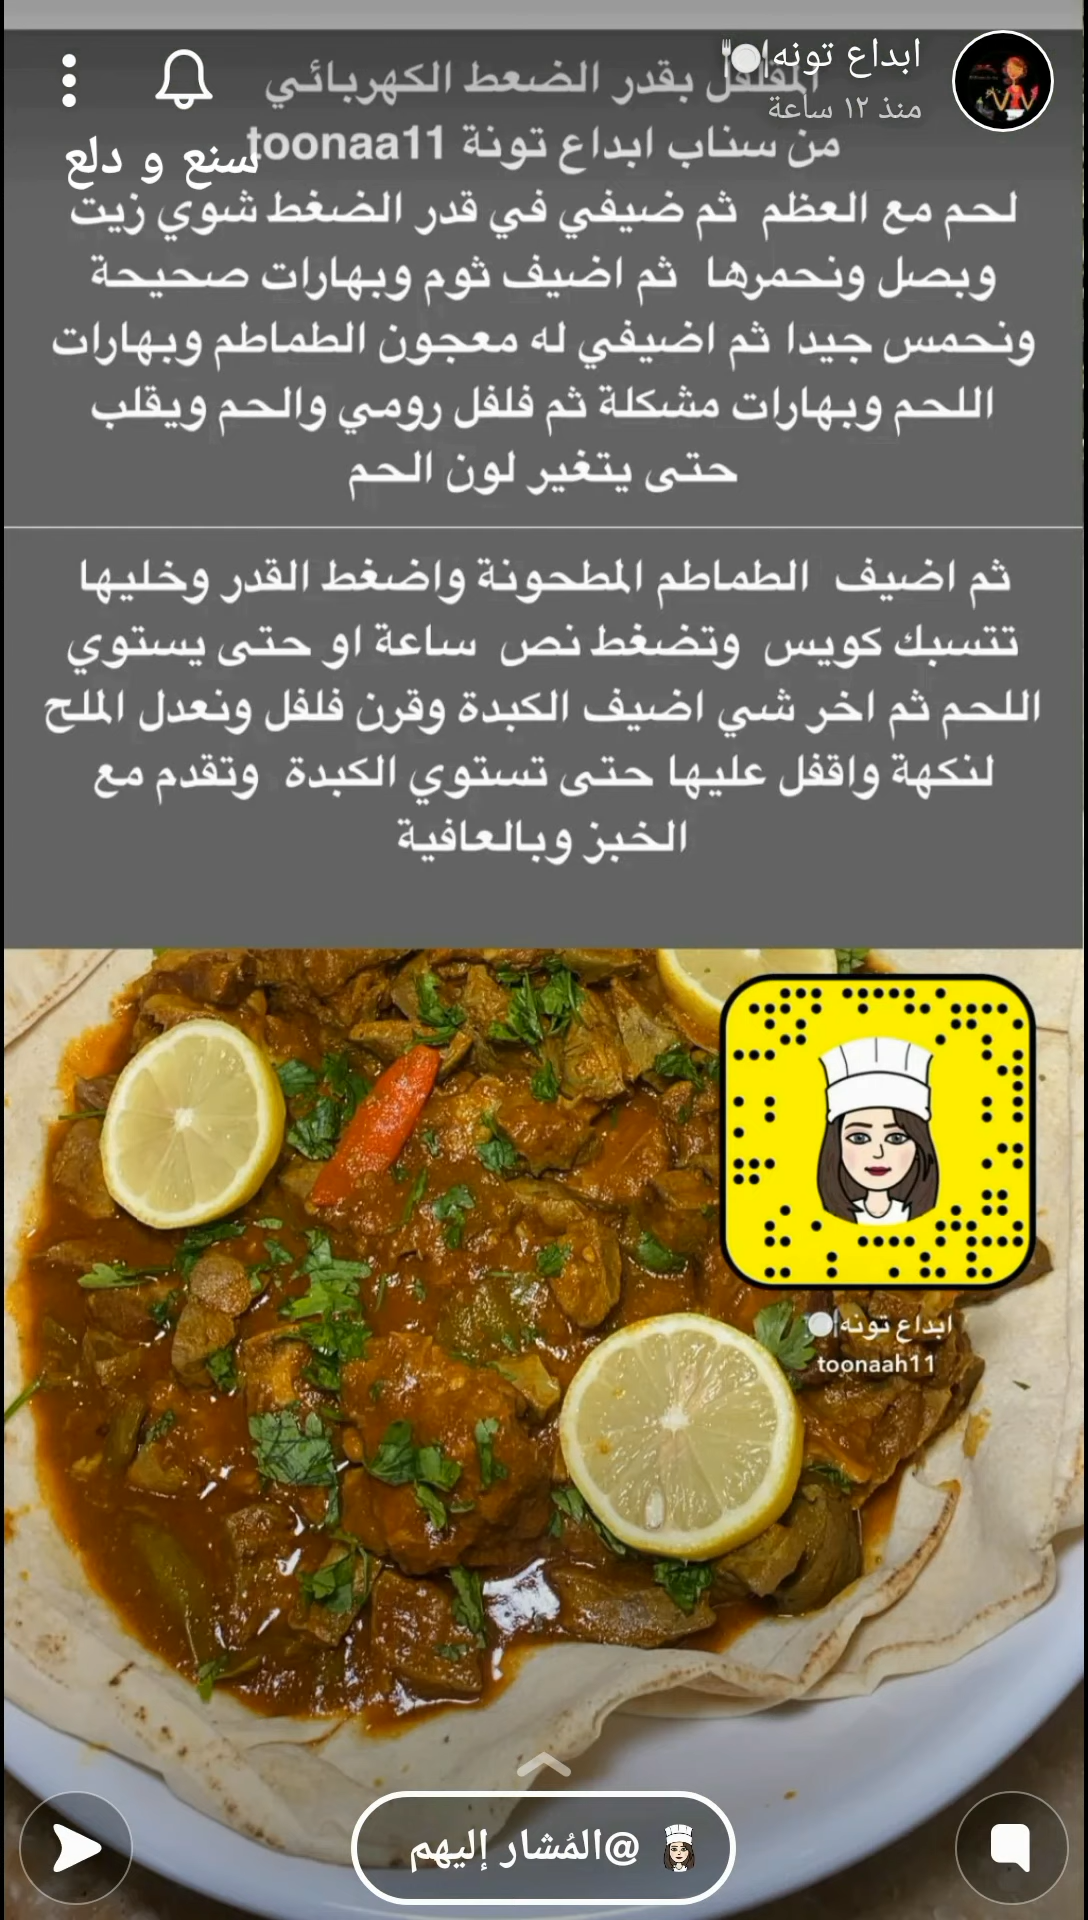 ابداع تونه🍽
منذ ١٢ ساعة
المقلقل بقدر الضعط الكهربائي
من سناب ابداع تونة toonaa11
سنع و دلع
لحم مع العظم ثم ضيفي في قدر الضغط شوي زيت
وبصل ونحمرها ثم اضيف ثوم وبهارات صحيحة
ونحمس جيدا ثم اضيفي له معجون الطماطم وبهارات
اللحم وبهارات مشكلة ثم فلفل رومي والحم ويقلب
حتى يتغير لون الحم
ثم اضيف الطماطم المطحونة واضغط القدر وخليها
تتسبك كويس وتضغط نص ساعة او حتى يستوي
اللحم ثم اخر شي اضيف الكبدة وقرن فلفل ونعدل الملح
لنكهة واقفل عليها حتى تستوي الكبدة وتقدم مع
الخبز وبالعافية
ابداع تونه🍽
toonaah11
@المُشار إليهم